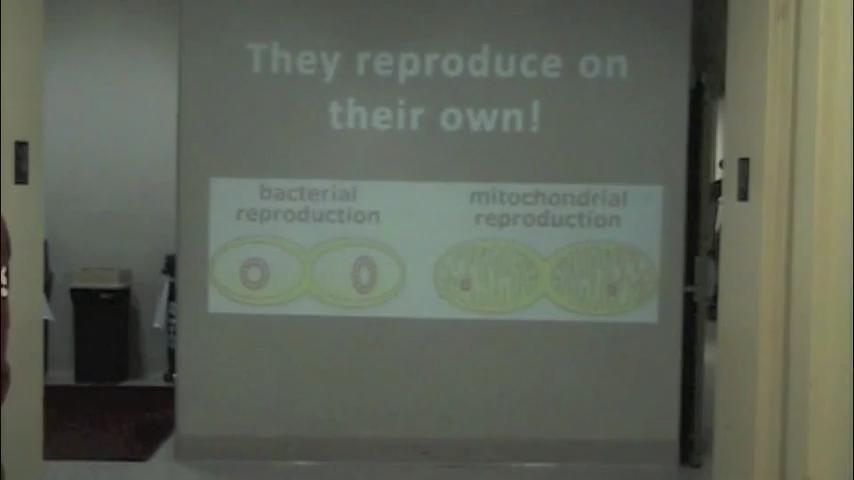 They reproduce on
their own!
bacterial
reproduction
mitochondrial
reproduction